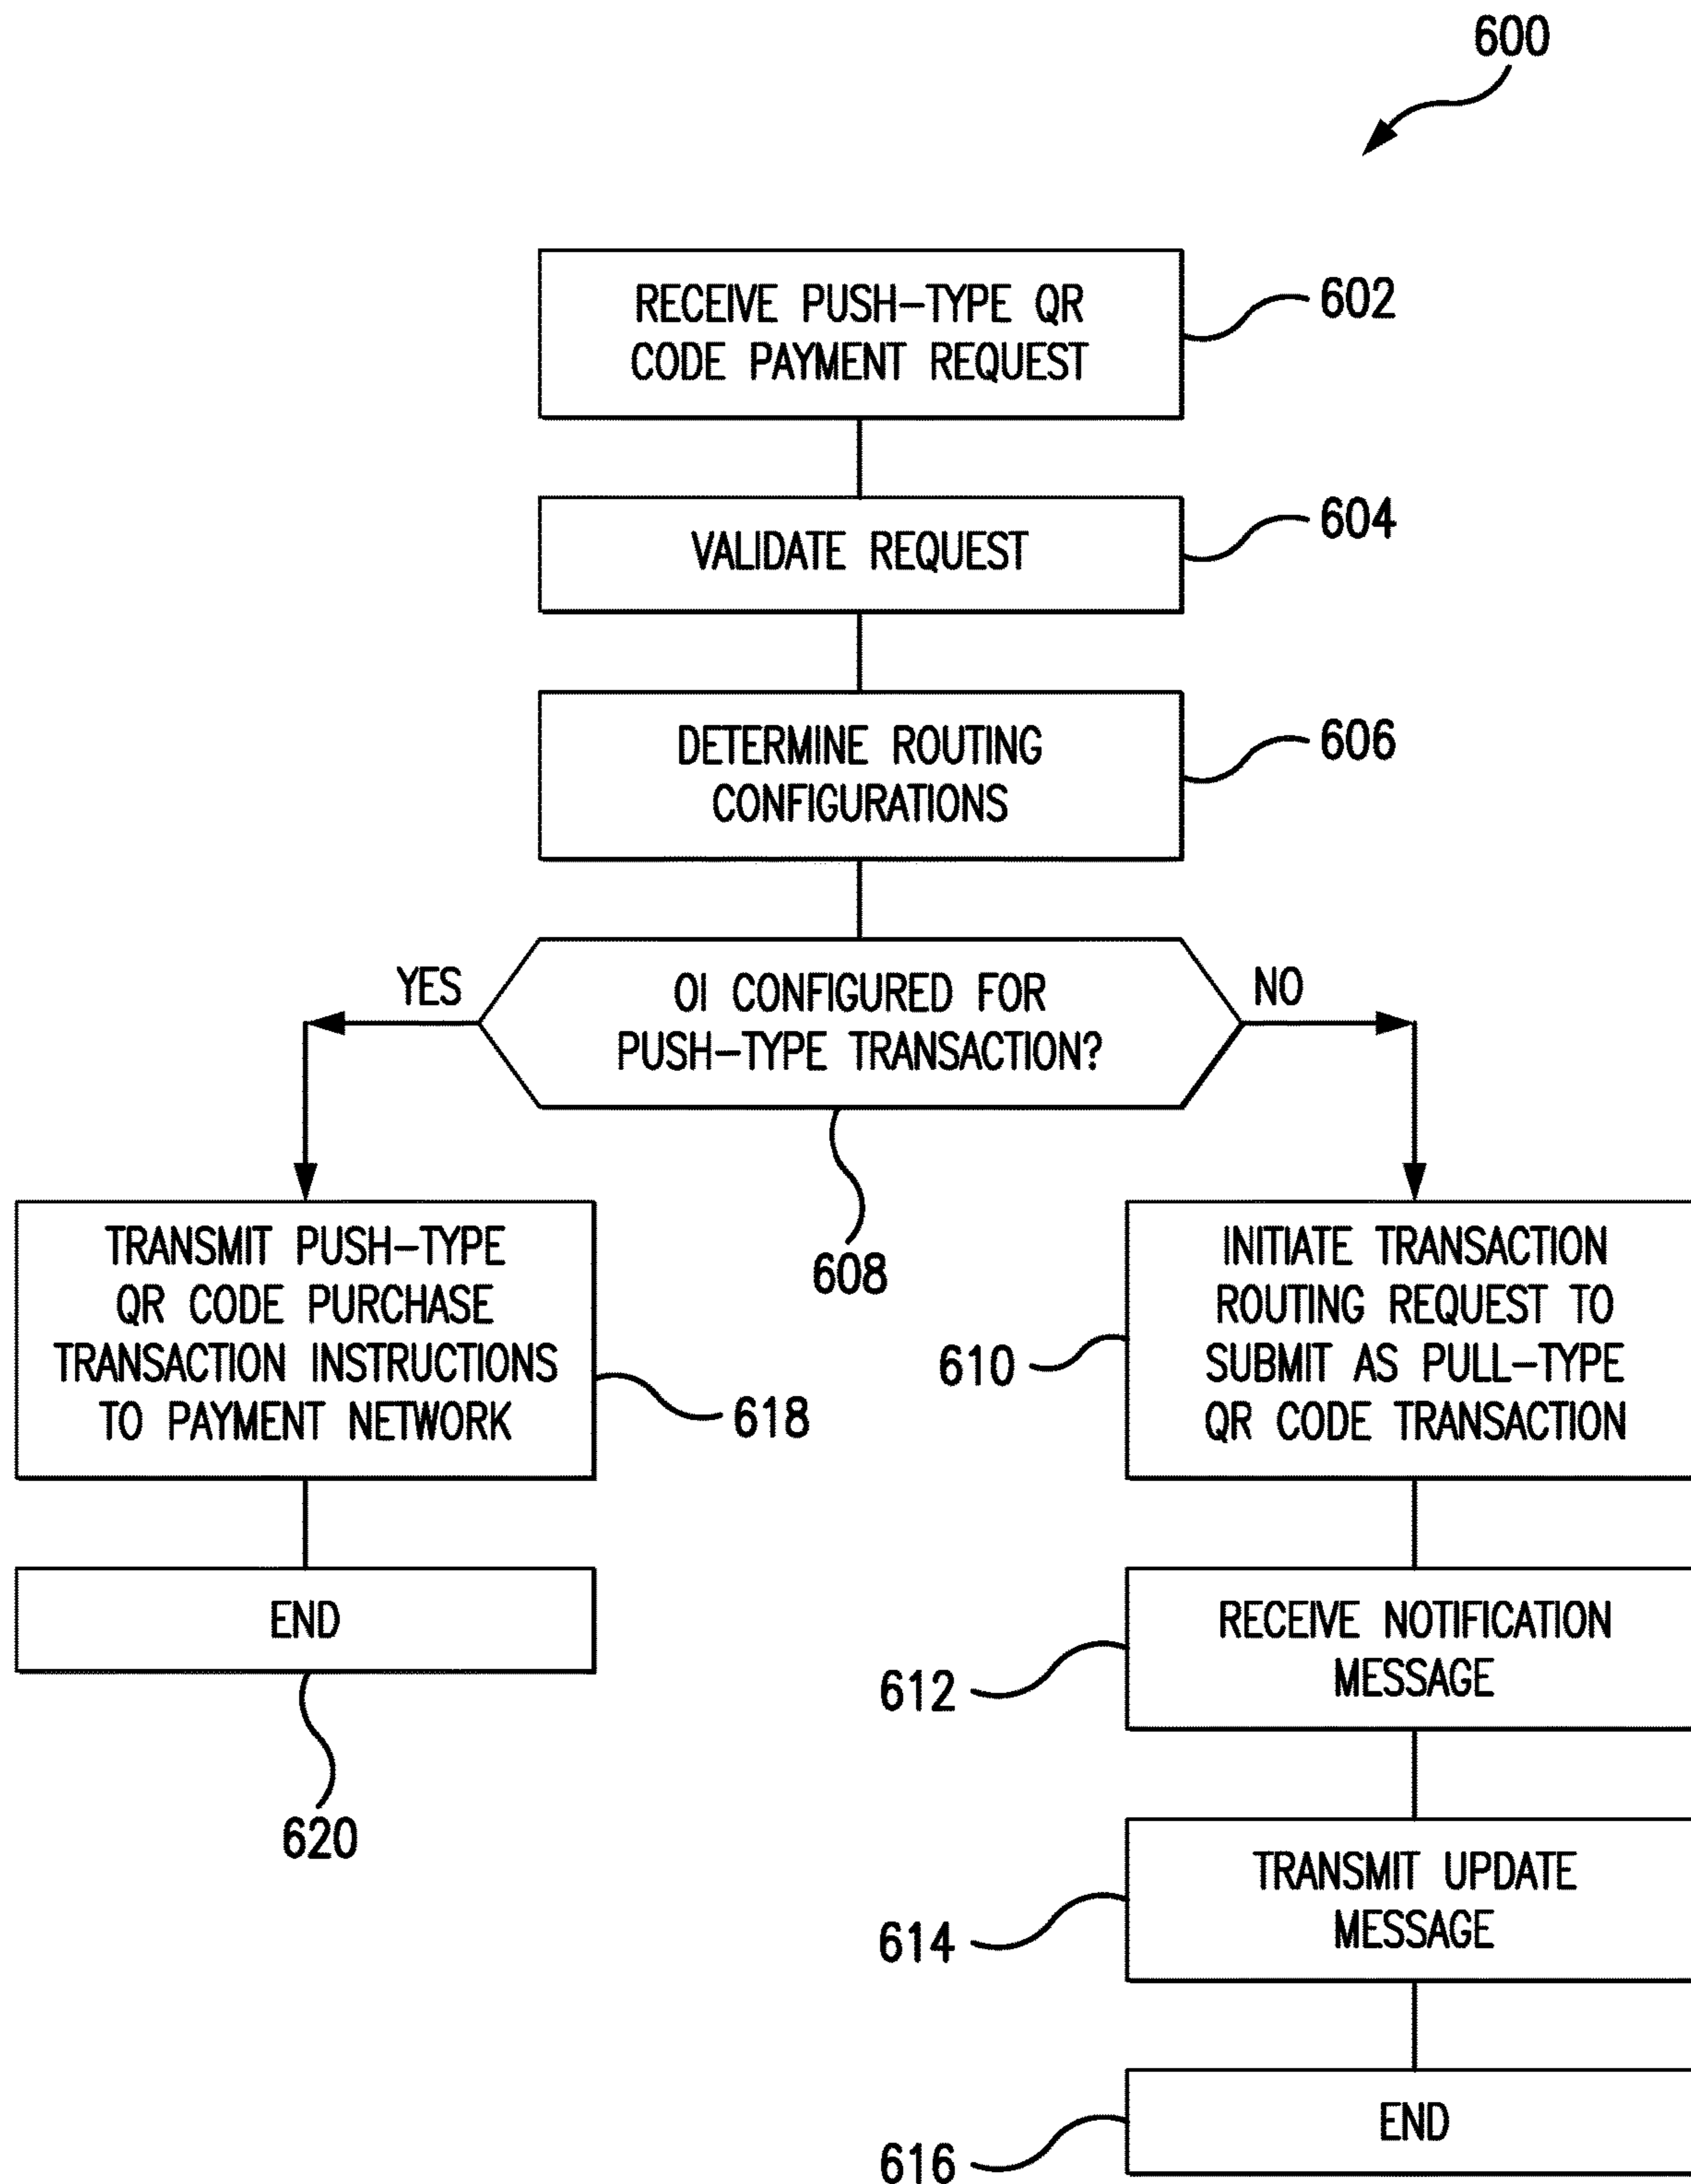 600
RECEIVE PUSH-TYPE QR
CODE PAYMENT REQUEST
602
VALIDATE REQUEST
604
DETERMINE ROUTING
CONFIGURATIONS
606
YES
OI CONFIGURED FOR
PUSH-TYPE TRANSACTION?
NO
608
TRANSMIT PUSH-TYPE
QR CODE PURCHASE
TRANSACTION INSTRUCTIONS
TO PAYMENT NETWORK
618
END
620
INITIATE TRANSACTION
ROUTING REQUEST TO
SUBMIT AS PULL-TYPE
QR CODE TRANSACTION
610
RECEIVE NOTIFICATION
MESSAGE
612
TRANSMIT UPDATE
MESSAGE
614
END
616